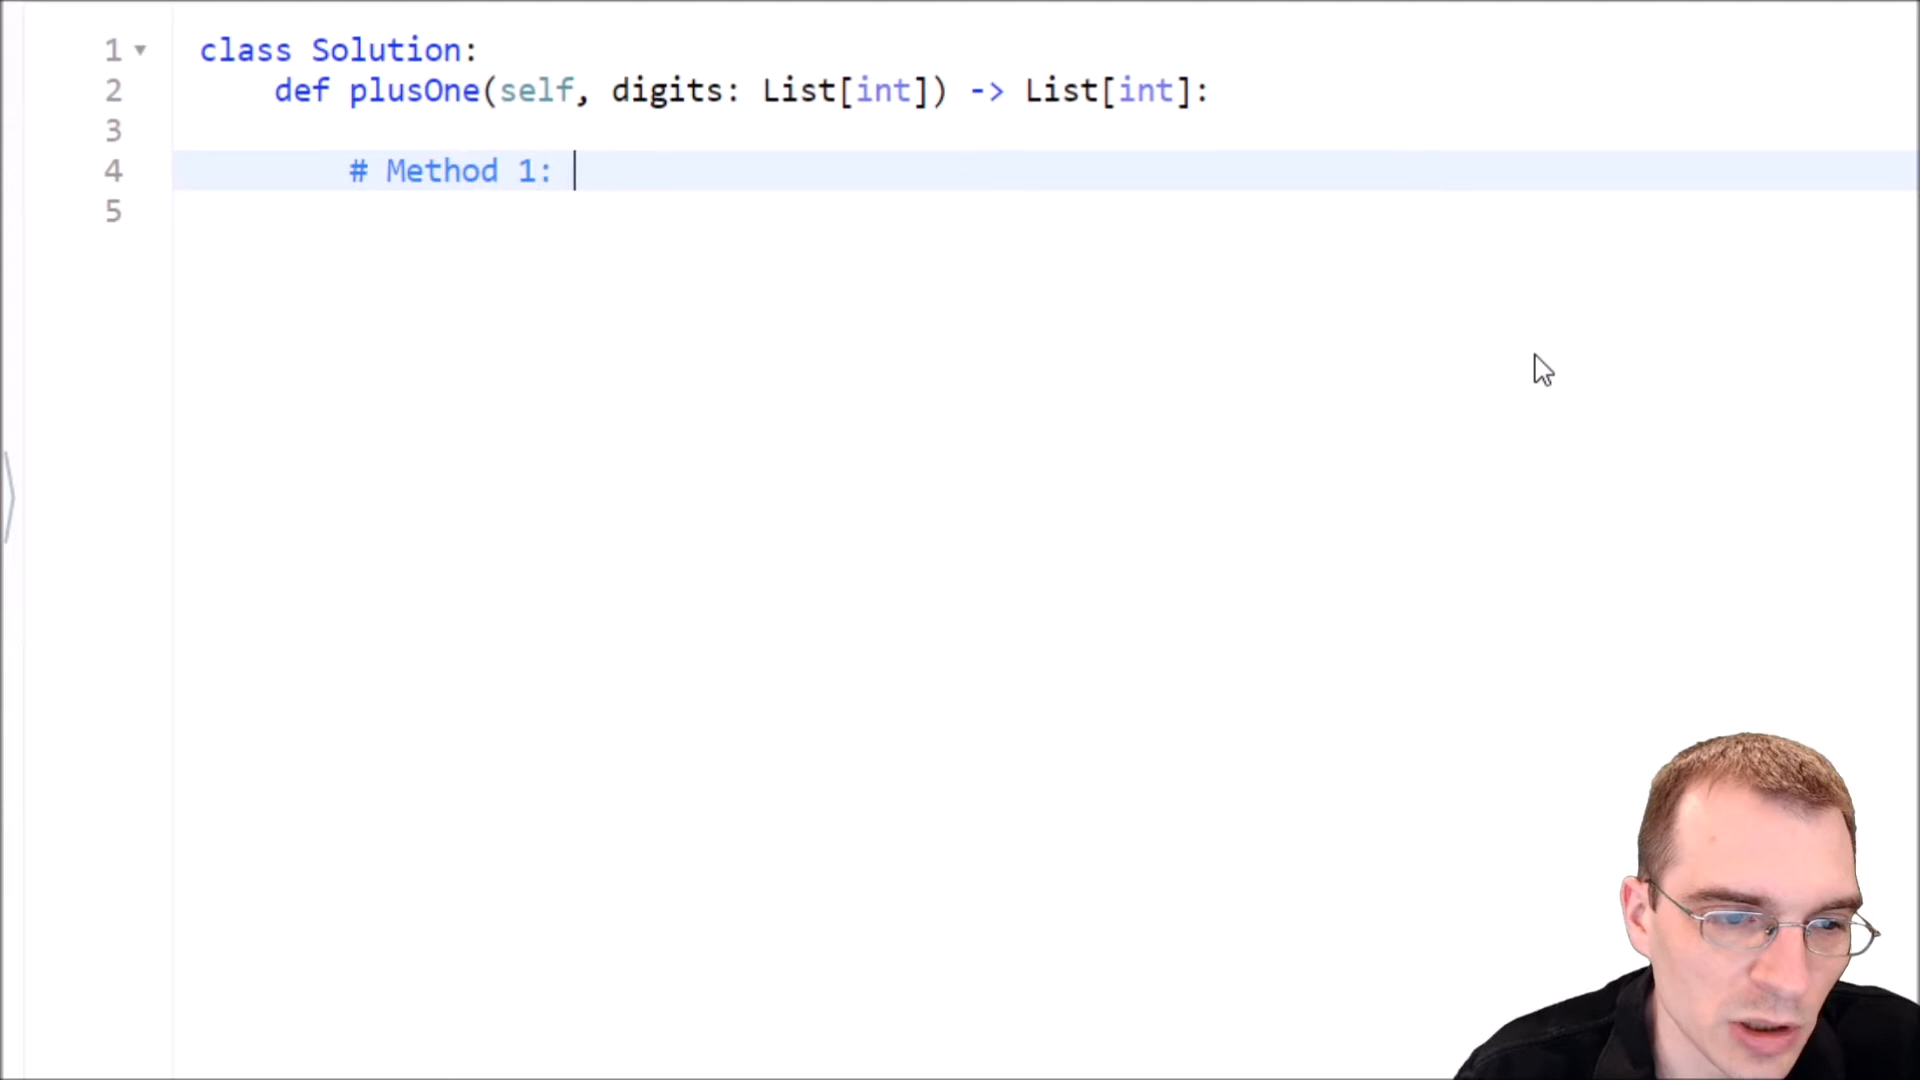 1 class Solution:
2 def plusOne(self, digits: List[int]) -> List[int]:
3
4 # Method 1:
5